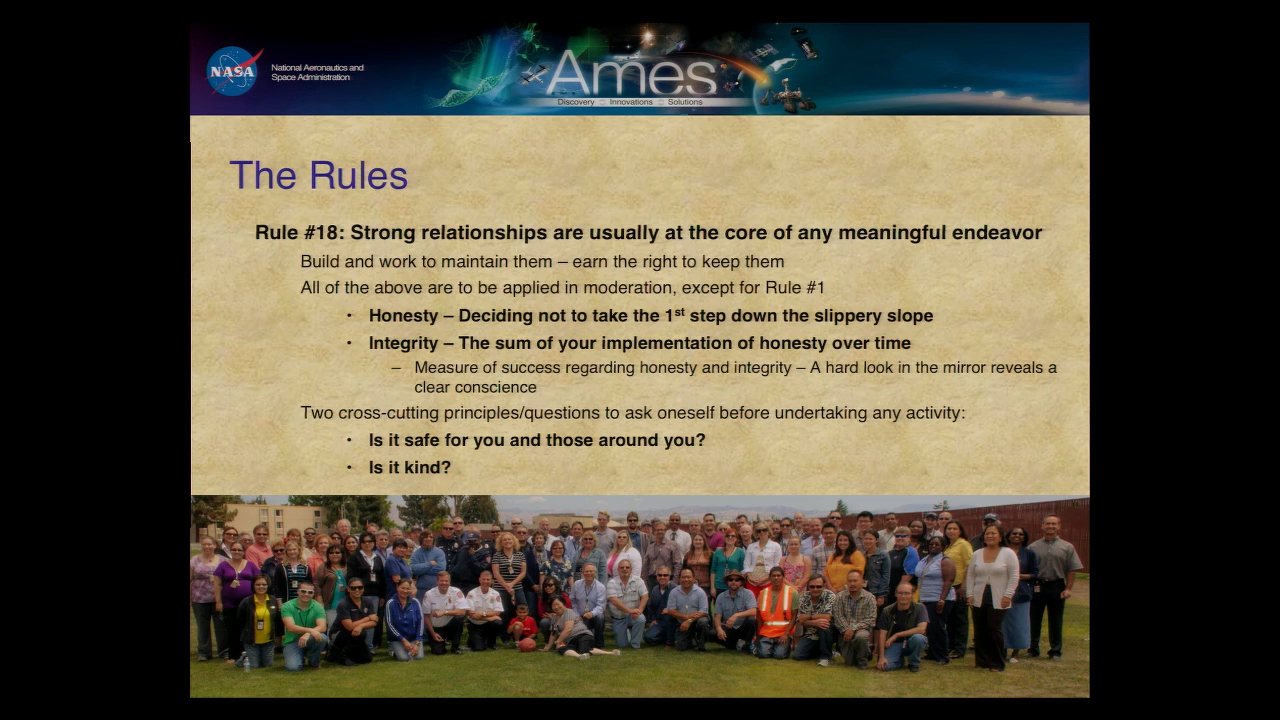 NASA
National Aeronautics and
Space Administration
Ames
Discovery Innovations Solutions
The Rules
Rule #18: Strong relationships are usually at the core of any meaningful endeavor
Build and work to maintain them – earn the right to keep them
All of the above are to be applied in moderation, except for Rule #1
• Honesty – Deciding not to take the 1st step down the slippery slope
• Integrity – The sum of your implementation of honesty over time
– Measure of success regarding honesty and integrity – A hard look in the mirror reveals a
clear conscience
Two cross-cutting principles/questions to ask oneself before undertaking any activity:
• Is it safe for you and those around you?
• Is it kind?